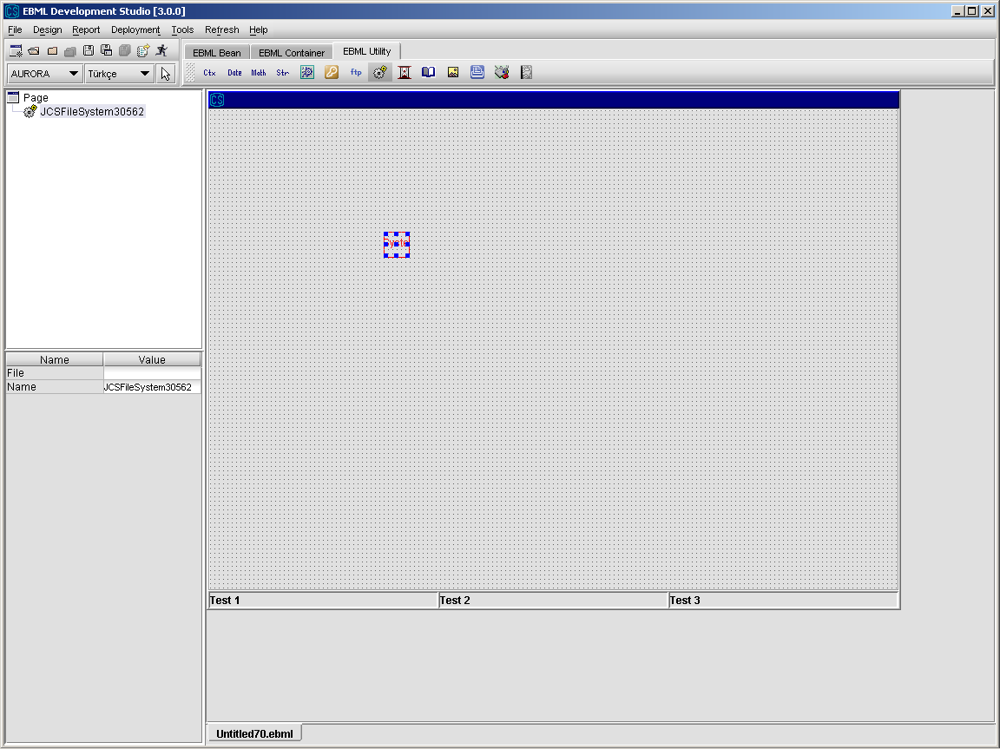 EBML Development Studio [3.0.0]
File Design Report Deployment Tools Refresh Help
EBML Bean EBML Container EBML Utility
AURORA Türkçe Ctx Date Math Str ftp
Page
JCSFileSystem30562
CS
Name Value
File
Name JCSFileSystem30562
Test 1 Test 2 Test 3
Untitled70.ebml